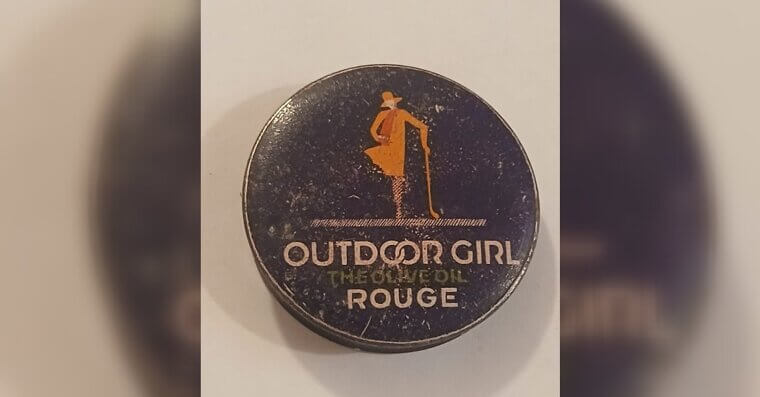 OUTDOOR GIRL
THE OLIVE OIL
ROUGE